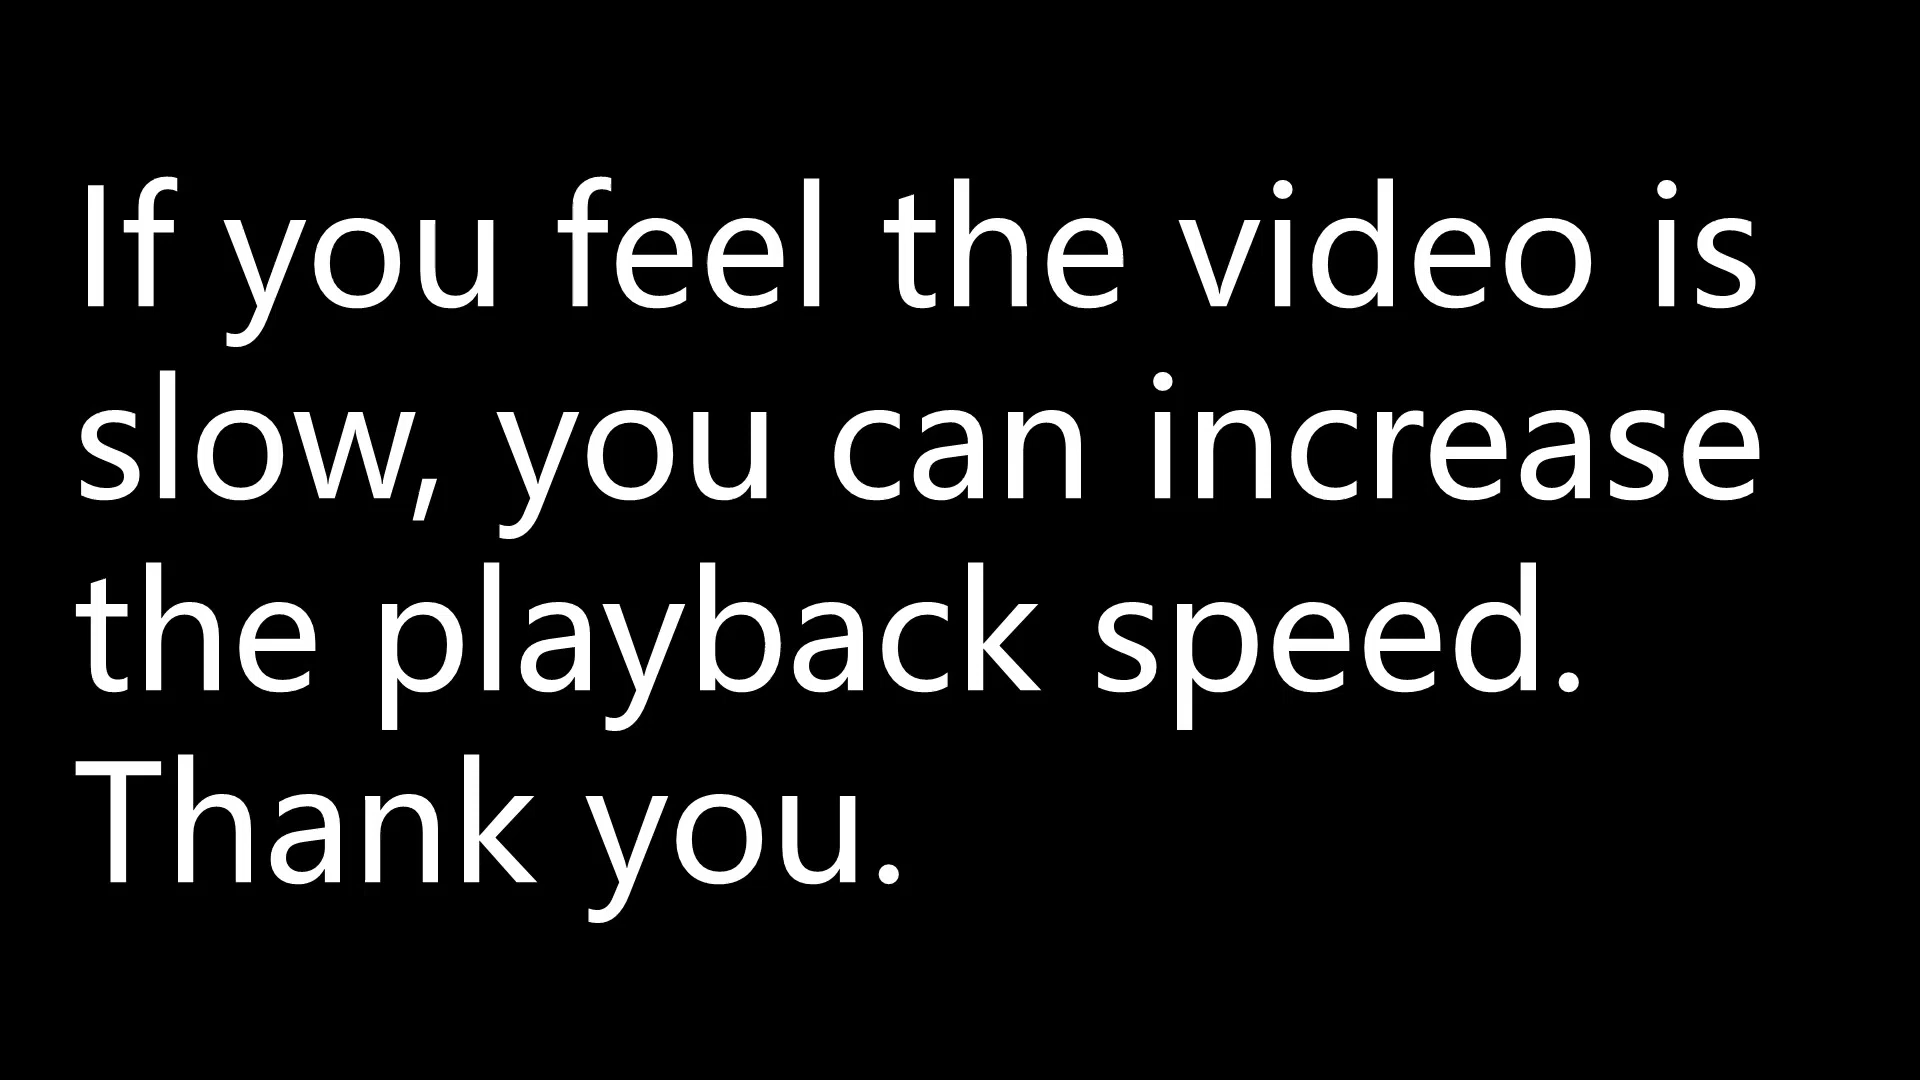 If you feel the video is
slow, you can increase
the playback speed.
Thank you.